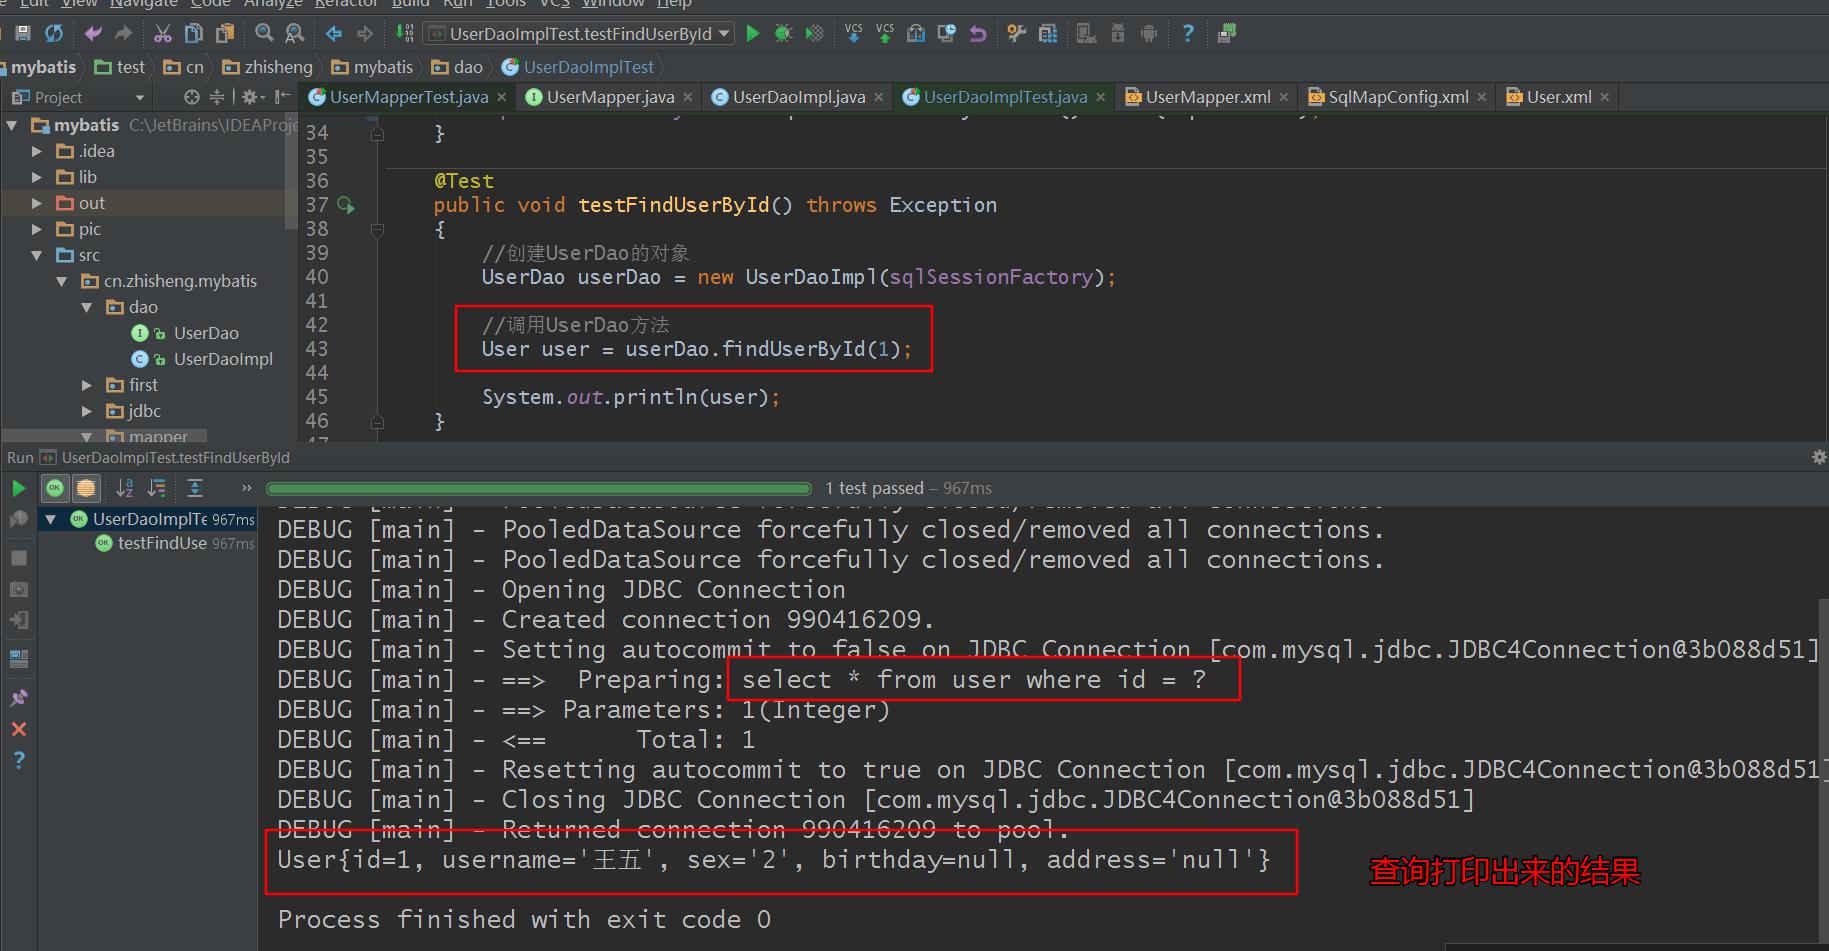 Edit View Navigate Code Analyze Refactor Build Run Tools VCS Window Help
UserDaoImplTest.testFindUserById
VCS VCS
mybatis test cn zhisheng mybatis dao UserDaoImplTest
Project
UserMapperTest.java UserMapper.java UserDaoImpl.java UserDaoImplTest.java UserMapper.xml SqlMapConfig.xml User.xml
mybatis C:\JetBrains\IDEAProje
.idea
lib
out
pic
src
cn.zhisheng.mybatis
dao
UserDao
UserDaoImpl
first
jdbc
mapper
34 }
35
36 @Test
37 public void testFindUserById() throws Exception
38 {
39 //创建UserDao的对象
40 UserDao userDao = new UserDaoImpl(sqlSessionFactory);
41
42 //调用UserDao方法
43 User user = userDao.findUserById(1);
44
45 System.out.println(user);
46 }
47
Run UserDaoImplTest.testFindUserById
1 test passed – 967ms
UserDaoImplTe 967ms
testFindUse 967ms
DEBUG [main] - PooledDataSource forcefully closed/removed all connections.
DEBUG [main] - PooledDataSource forcefully closed/removed all connections.
DEBUG [main] - PooledDataSource forcefully closed/removed all connections.
DEBUG [main] - Opening JDBC Connection
DEBUG [main] - Created connection 990416209.
DEBUG [main] - Setting autocommit to false on JDBC Connection [com.mysql.jdbc.JDBC4Connection@3b088d51]
DEBUG [main] - ==>  Preparing: select * from user where id = ?
DEBUG [main] - ==> Parameters: 1(Integer)
DEBUG [main] - <==      Total: 1
DEBUG [main] - Resetting autocommit to true on JDBC Connection [com.mysql.jdbc.JDBC4Connection@3b088d51]
DEBUG [main] - Closing JDBC Connection [com.mysql.jdbc.JDBC4Connection@3b088d51]
DEBUG [main] - Returned connection 990416209 to pool.
User{id=1, username='王五', sex='2', birthday=null, address='null'}
查询打印出来的结果
Process finished with exit code 0